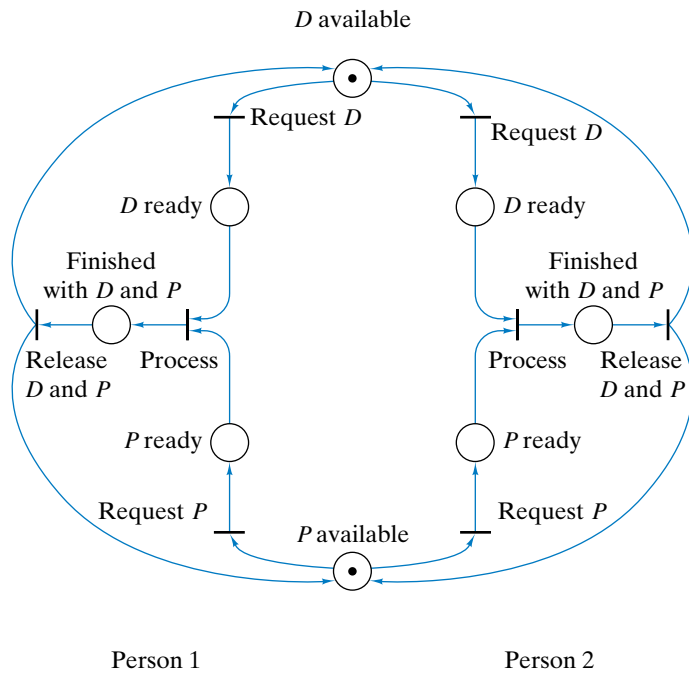 D available
Request D
Request D
D ready
D ready
Finished
with D and P
Finished
with D and P
Release
D and P
Process
Process
Release
D and P
P ready
P ready
Request P
Request P
P available
Person 1
Person 2